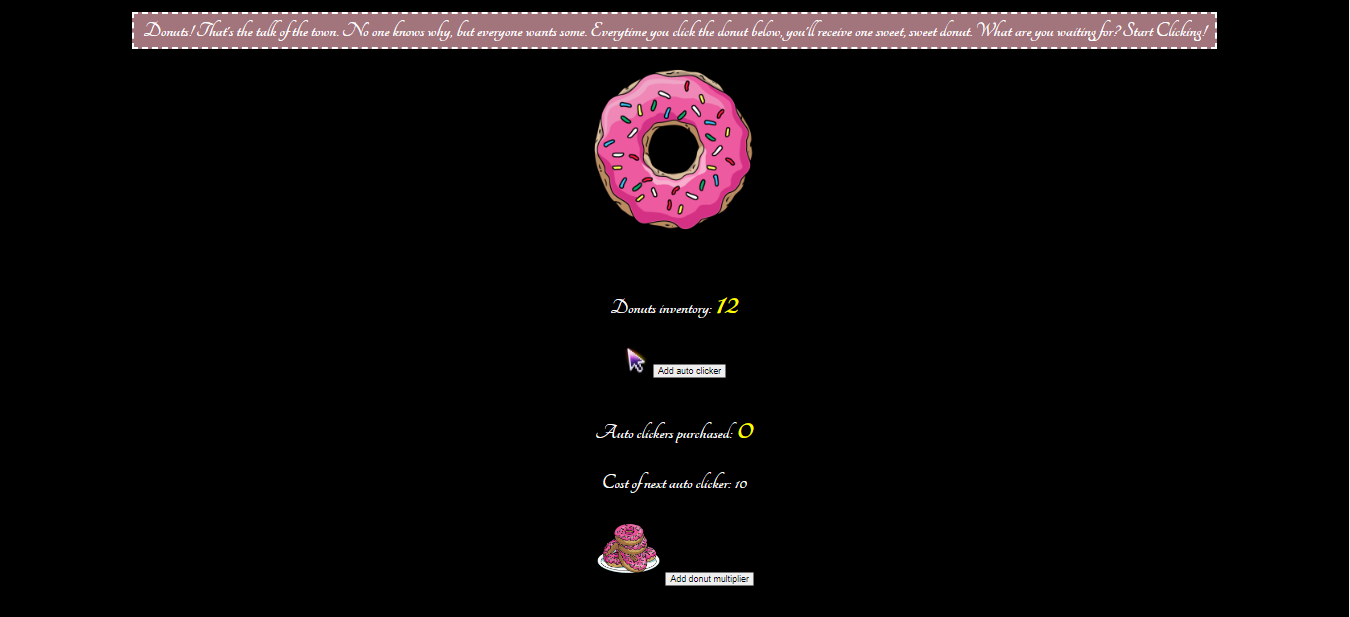 Donuts! That's the talk of the town. No one knows why, but everyone wants some. Everytime you click the donut below, you'll receive one sweet, sweet donut. What are you waiting for? Start Clicking!
Donuts inventory: 12
Add auto clicker
Auto clickers purchased: 0
Cost of next auto clicker: 10
Add donut multiplier